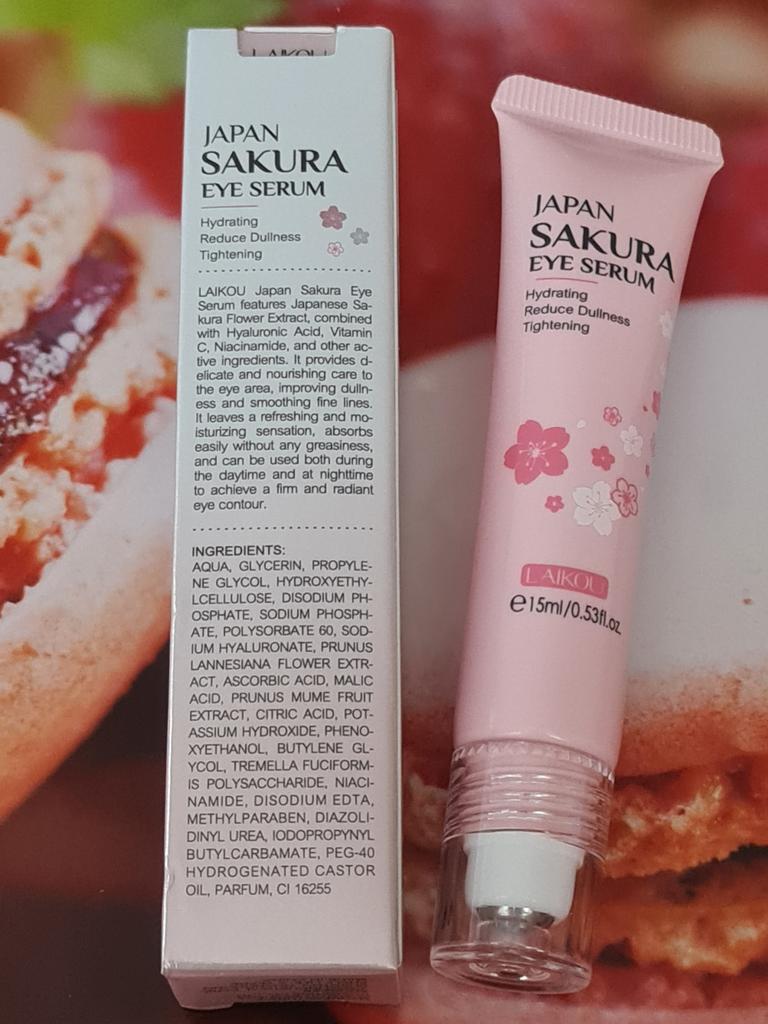 LAIKOU
JAPAN
SAKURA
EYE SERUM
Hydrating
Reduce Dullness
Tightening
LAIKOU Japan Sakura Eye
Serum features Japanese Sa-
kura Flower Extract, combined
with Hyaluronic Acid, Vitamin
C, Niacinamide, and other ac-
tive ingredients. It provides d-
elicate and nourishing care to
the eye area, improving dulln-
ess and smoothing fine lines.
It leaves a refreshing and mo-
isturizing sensation, absorbs
easily without any greasiness,
and can be used both during
the daytime and at nighttime
to achieve a firm and radiant
eye contour.
INGREDIENTS:
AQUA, GLYCERIN, PROPYLE-
NE GLYCOL, HYDROXYETHY-
LCELLULOSE, DISODIUM PH-
OSPHATE, SODIUM PHOSPH-
ATE, POLYSORBATE 60, SOD-
IUM HYALURONATE, PRUNUS
LANNESIANA FLOWER EXTR-
ACT, ASCORBIC ACID, MALIC
ACID, PRUNUS MUME FRUIT
EXTRACT, CITRIC ACID, POT-
ASSIUM HYDROXIDE, PHENO-
XYETHANOL, BUTYLENE GL-
YCOL, TREMELLA FUCIFORM-
IS POLYSACCHARIDE, NIACI-
NAMIDE, DISODIUM EDTA,
METHYLPARABEN, DIAZOLI-
DINYL UREA, IODOPROPYNYL
BUTYLCARBAMATE, PEG-40
HYDROGENATED CASTOR
OIL, PARFUM, CI 16255
JAPAN
SAKURA
EYE SERUM
Hydrating
Reduce Dullness
Tightening
LAIKOU
℮15ml/0.53fl.oz